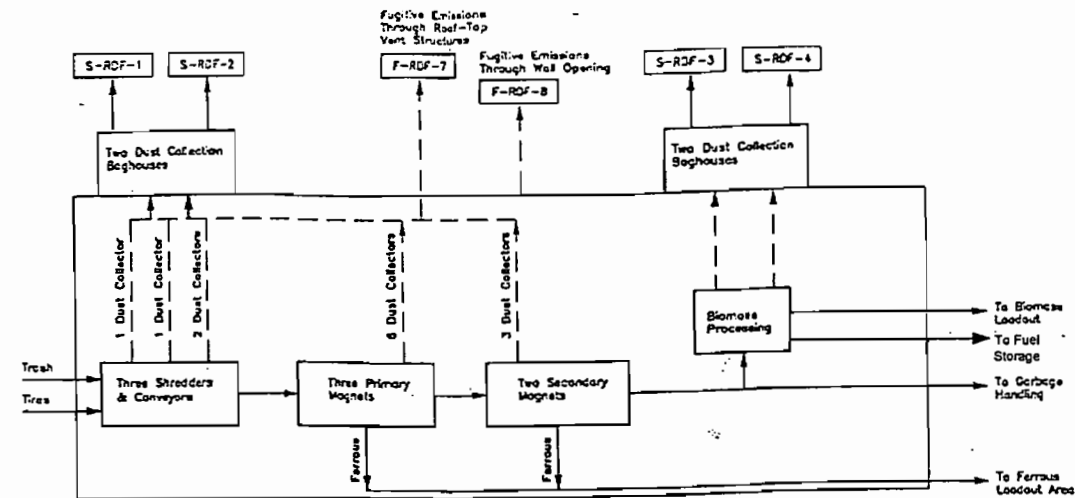 Fugitive Emissions
Through Roof-Top
Vent Structures
Fugitive Emissions
Through Wall Opening
S-RDF-1
S-RDF-2
F-RDF-7
F-RDF-8
S-RDF-3
S-RDF-4
Two Dust Collection
Baghouses
Two Dust Collection
Baghouses
1 Dust Collector
1 Dust Collector
2 Dust Collectors
6 Dust Collectors
3 Dust Collectors
Biomass
Processing
To Biomass
Loadout
To Fuel
Storage
Trash
Tires
Three Shredders
& Conveyors
Three Primary
Magnets
Two Secondary
Magnets
To Garbage
Handling
Ferrous
Ferrous
To Ferrous
Loadout Area